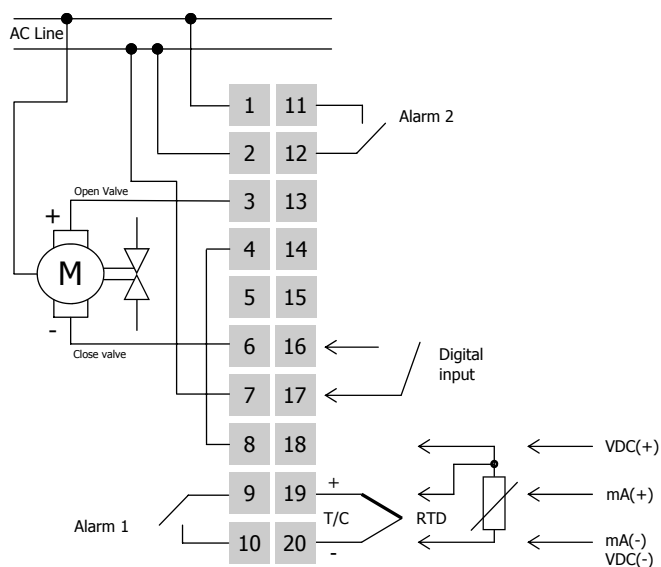 AC Line
1 11
Alarm 2
2 12
Open Valve
3 13
+
4 14
M
5 15
-
6 16
Close valve
Digital
input
7 17
8 18
VDC(+)
+
9 19
T/C
RTD
mA(+)
Alarm 1
10 20
-
mA(-)
VDC(-)